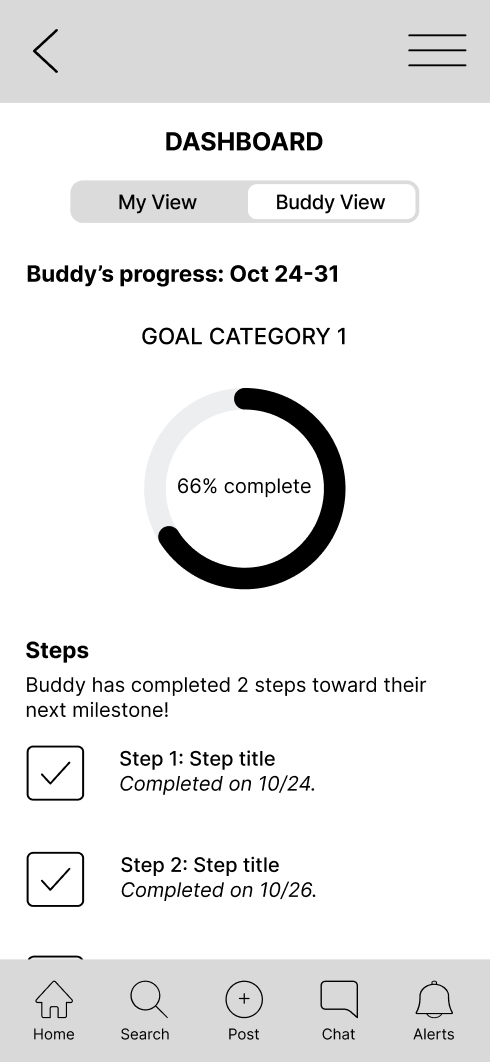 DASHBOARD
My View
Buddy View
Buddy’s progress: Oct 24-31
GOAL CATEGORY 1
66% complete
Steps
Buddy has completed 2 steps toward their
next milestone!
Step 1: Step title
Completed on 10/24.
Step 2: Step title
Completed on 10/26.
Home
Search
Post
Chat
Alerts